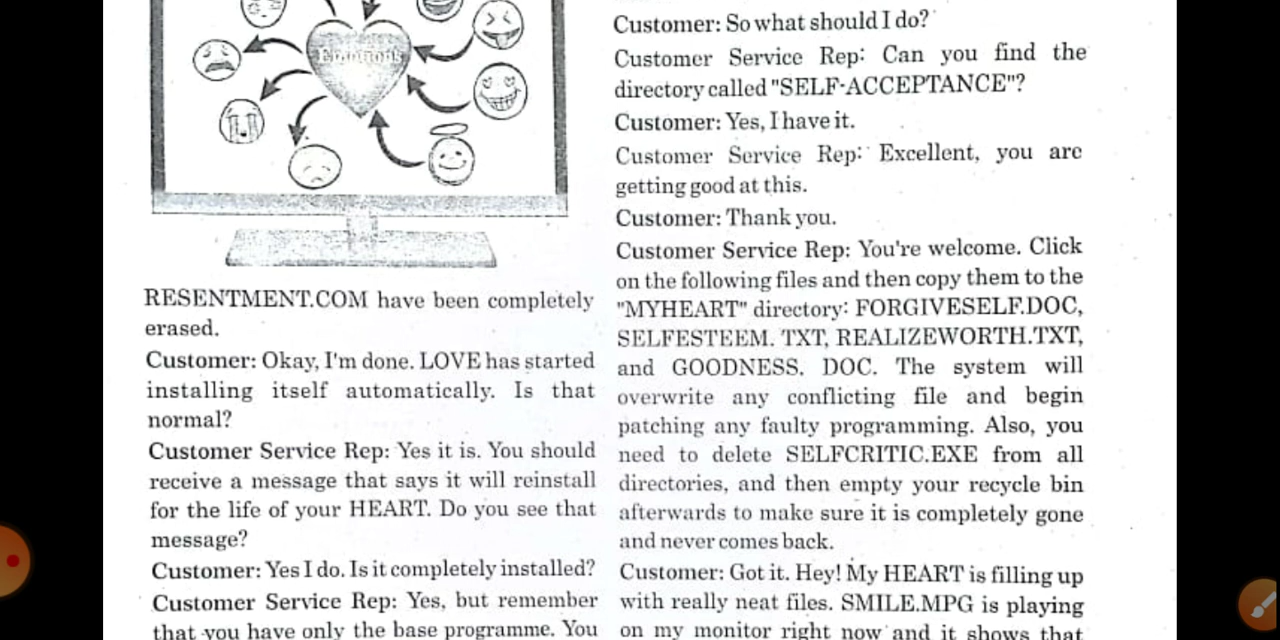 Emotions
RESENTMENT.COM have been completely
erased.
Customer: Okay, I'm done. LOVE has started
installing itself automatically. Is that
normal?
Customer Service Rep: Yes it is. You should
receive a message that says it will reinstall
for the life of your HEART. Do you see that
message?
Customer: Yes I do. Is it completely installed?
Customer Service Rep: Yes, but remember
that you have only the base programme. You
Customer: So what should I do?
Customer Service Rep: Can you find the
directory called "SELF-ACCEPTANCE"?
Customer: Yes, I have it.
Customer Service Rep: Excellent, you are
getting good at this.
Customer: Thank you.
Customer Service Rep: You're welcome. Click
on the following files and then copy them to the
"MYHEART" directory: FORGIVESELF.DOC,
SELFESTEEM. TXT, REALIZEWORTH.TXT,
and GOODNESS. DOC. The system will
overwrite any conflicting file and begin
patching any faulty programming. Also, you
need to delete SELFCRITIC.EXE from all
directories, and then empty your recycle bin
afterwards to make sure it is completely gone
and never comes back.
Customer: Got it. Hey! My HEART is filling up
with really neat files. SMILE.MPG is playing
on my monitor right now and it shows that